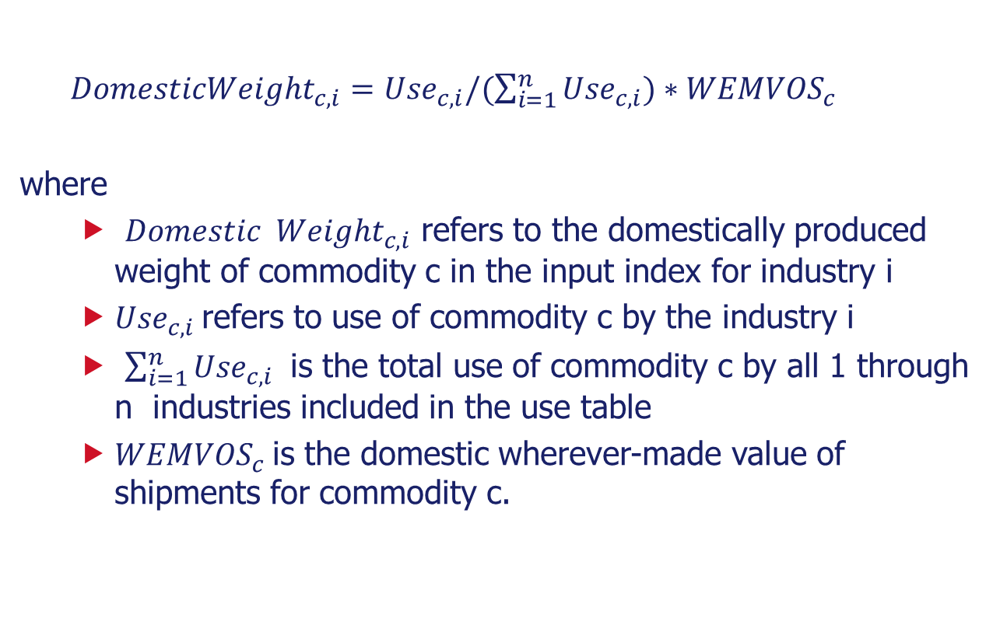 DomesticWeight_{c,i} = Use_{c,i}/(∑_{i=1}^{n} Use_{c,i}) * WEMVOS_c
where
Domestic Weight_{c,i} refers to the domestically produced
weight of commodity c in the input index for industry i
Use_{c,i} refers to use of commodity c by the industry i
∑_{i=1}^{n} Use_{c,i} is the total use of commodity c by all 1 through
n industries included in the use table
WEMVOS_c is the domestic wherever-made value of
shipments for commodity c.